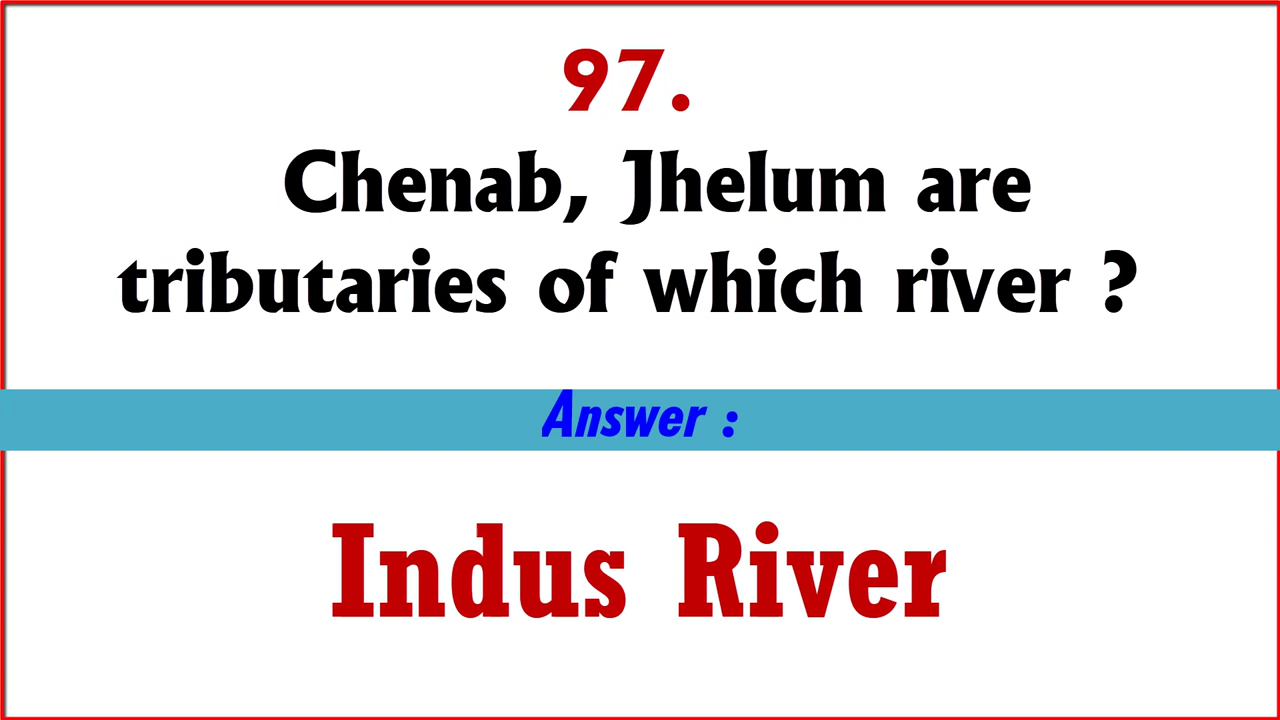 97.
Chenab, Jhelum are
tributaries of which river ?
Answer :
Indus River